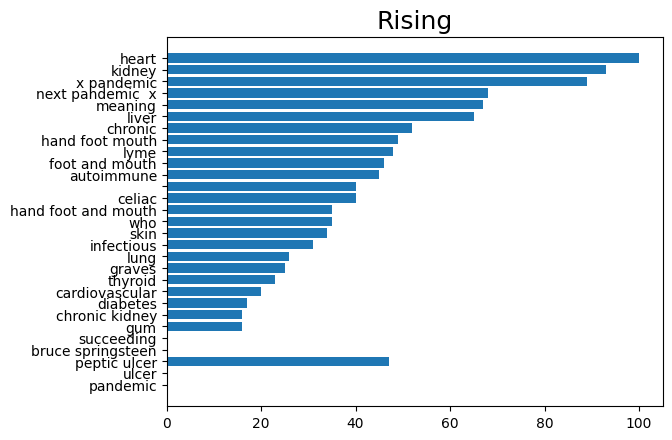 Rising
heart
kidney
x pandemic
next pandemic  x
meaning
liver
chronic
hand foot mouth
lyme
foot and mouth
autoimmune
celiac
hand foot and mouth
who
skin
infectious
lung
graves
thyroid
cardiovascular
diabetes
chronic kidney
gum
succeeding
bruce springsteen
peptic ulcer
ulcer
pandemic
0 20 40 60 80 100